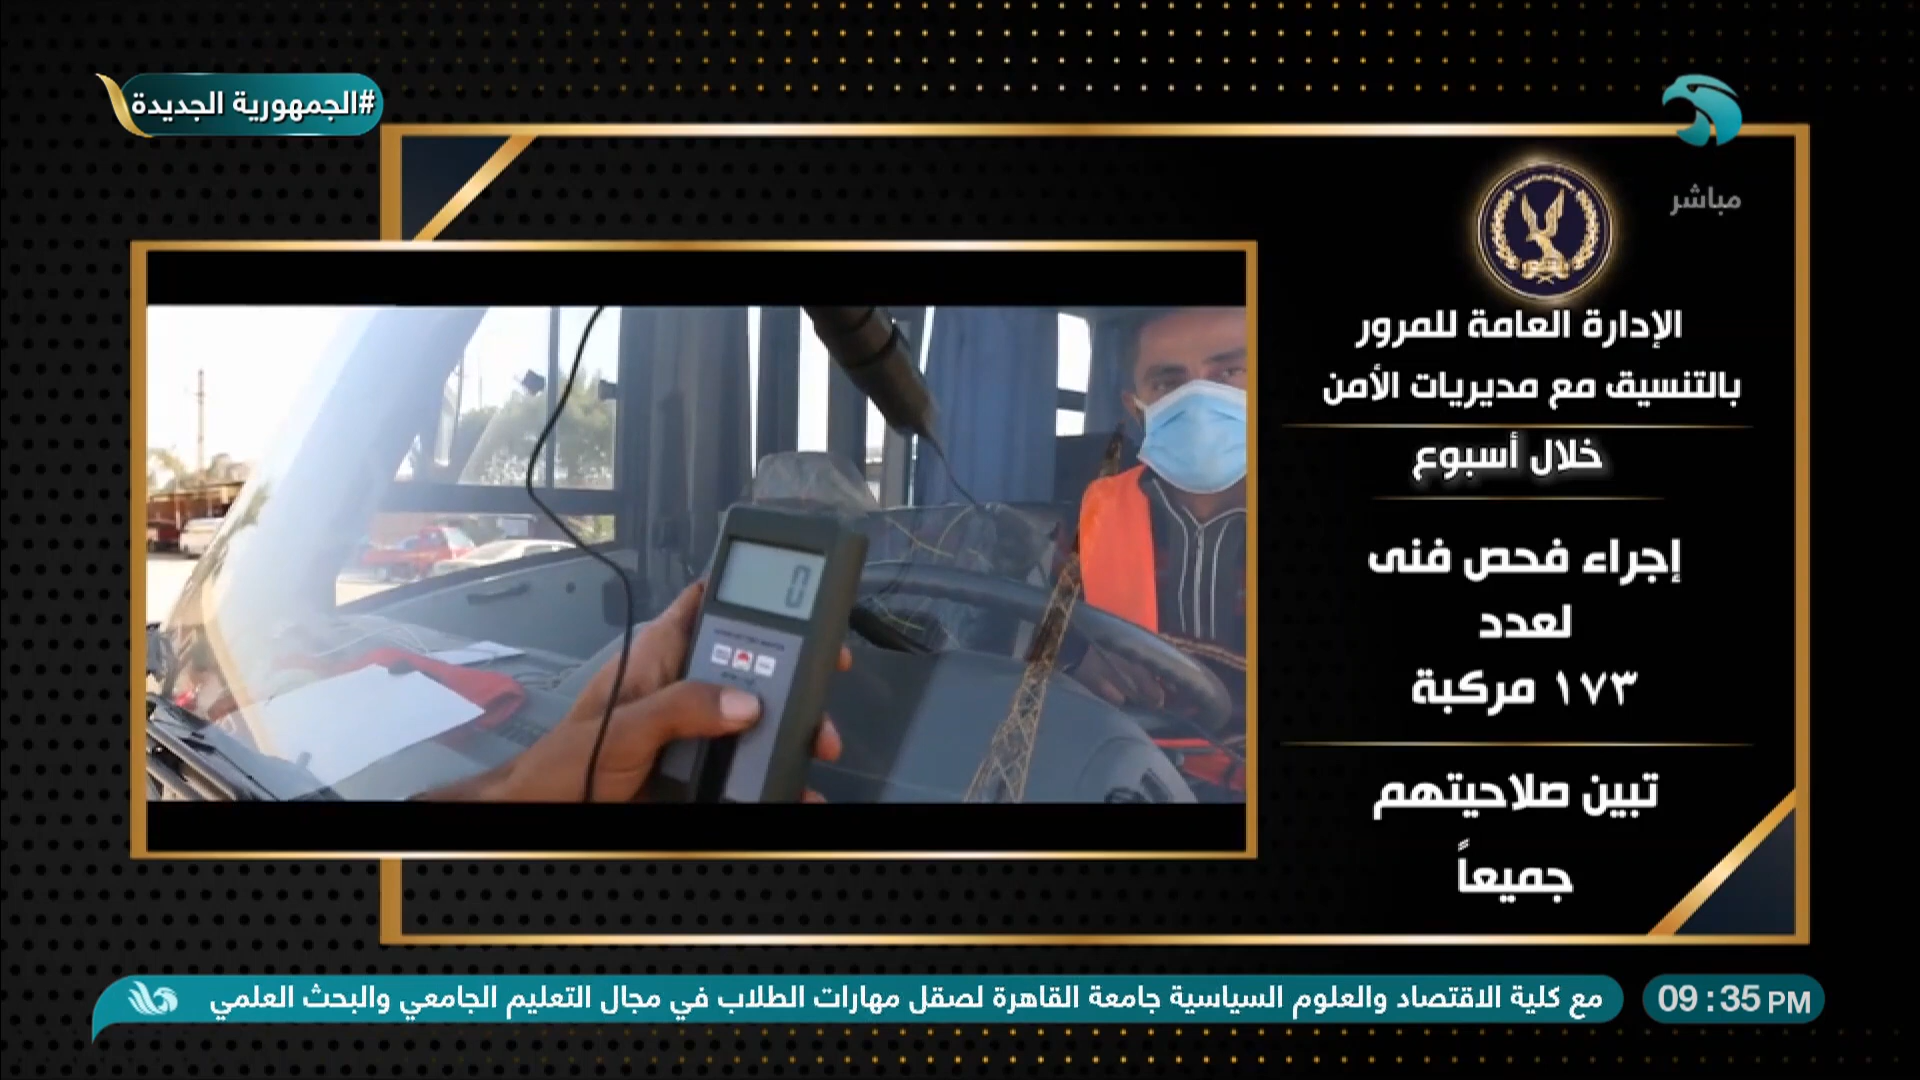 #الجمهورية الجديدة
مباشر
الإدارة العامة للمرور
بالتنسيق مع مديريات الأمن
خلال أسبوع
إجراء فحص فنى
لعدد
١٧٣ مركبة
تبين صلاحيتهم
جميعاً
0
مع كلية الاقتصاد والعلوم السياسية جامعة القاهرة لصقل مهارات الطلاب في مجال التعليم الجامعي والبحث العلمي
09:35 PM